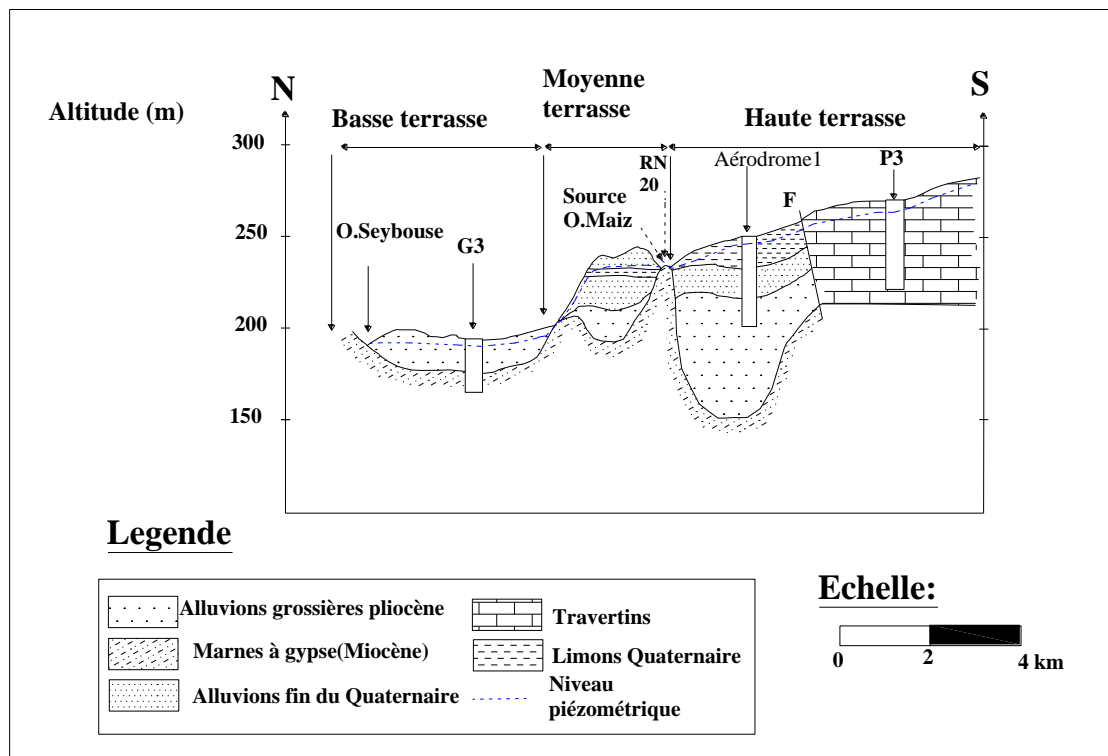 N
S
Altitude (m)
Moyenne
terrasse
Basse terrasse
Haute terrasse
300
RN
20
Aérodrome1
P3
Source
O.Maiz
F
250
O.Seybouse
G3
200
150
Legende
Alluvions grossières pliocène
Travertins
Marnes à gypse(Miocène)
Limons Quaternaire
Alluvions fin du Quaternaire
Niveau
piézométrique
Echelle:
0
2
4 km